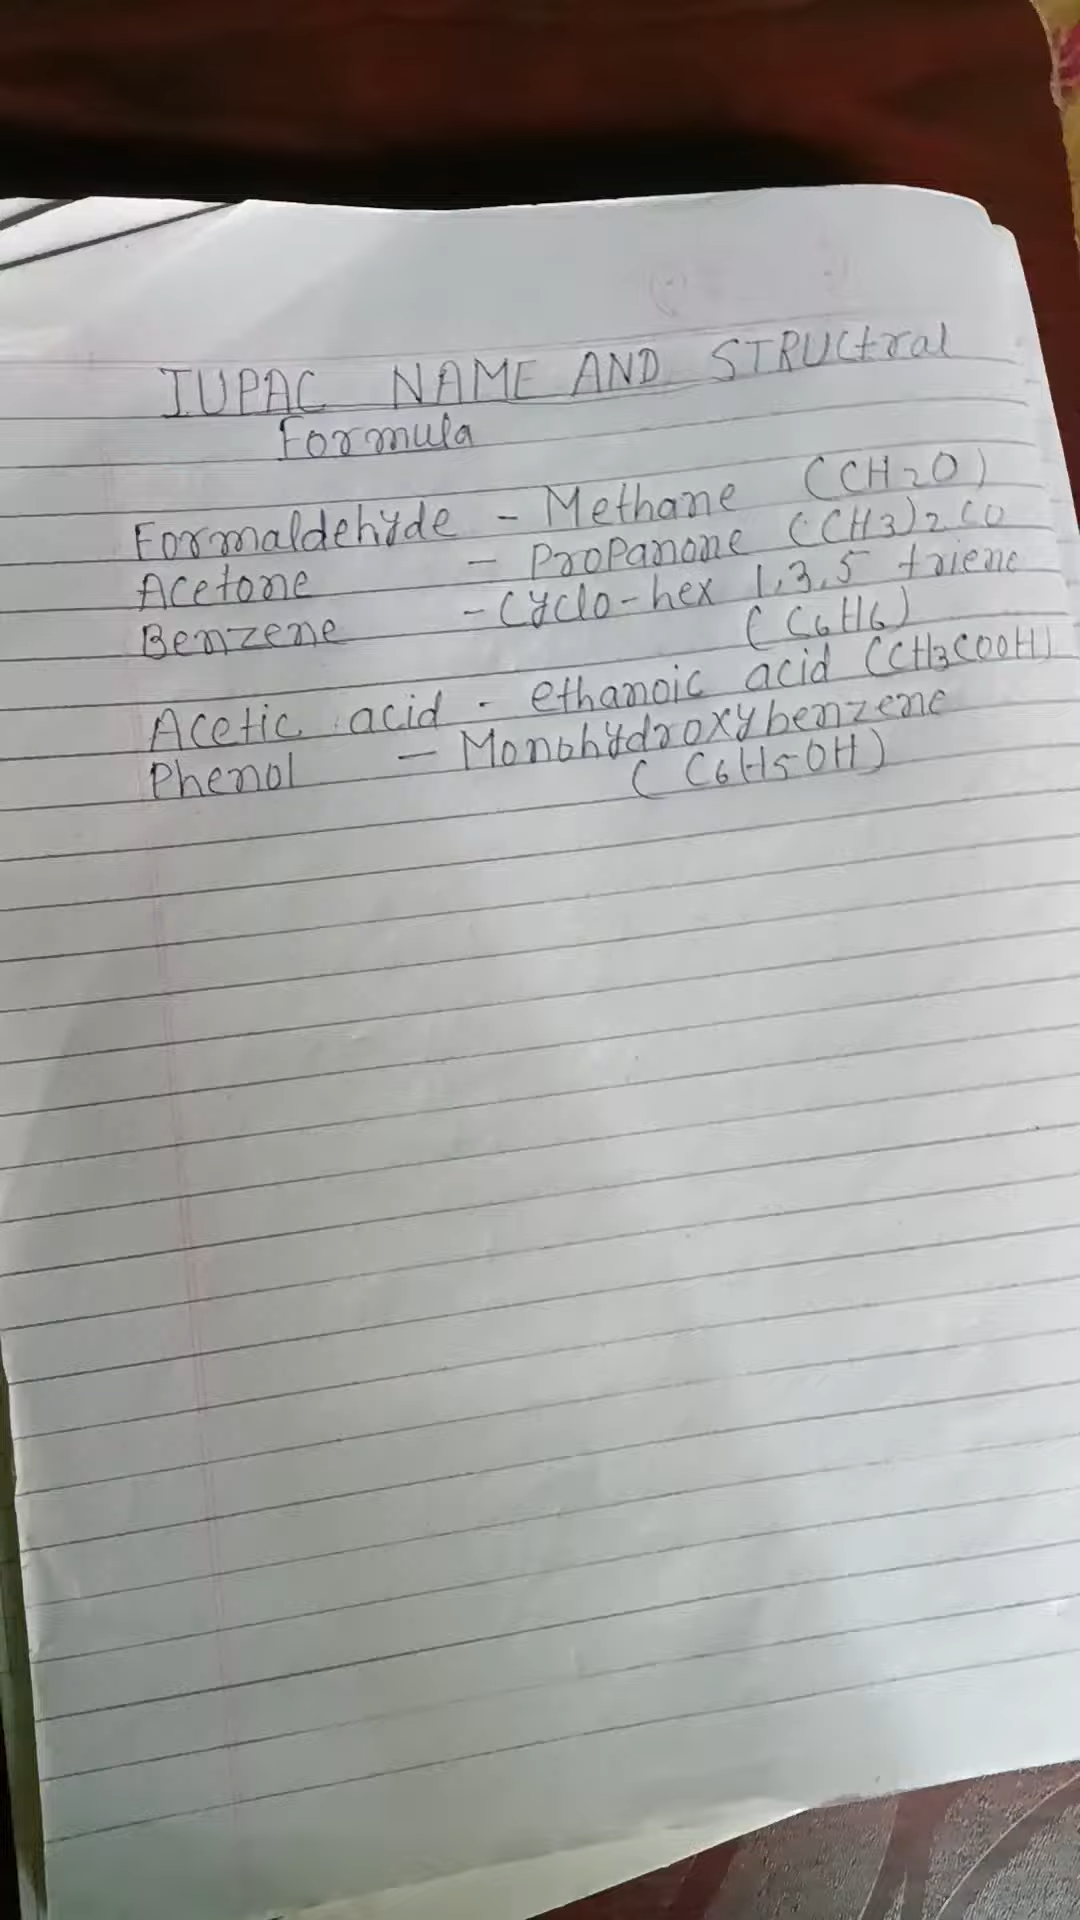 IUPAC NAME AND STRUCtral
Formula
Formaldehyde - Methane (CH2O)
Acetone - Propanone (CH3)2CO
Benzene - Cyclo-hex 1,3,5 triene
(C6H6)
Acetic acid - ethanoic acid (CH3COOH)
Phenol - Monohydroxybenzene
(C6H5OH)